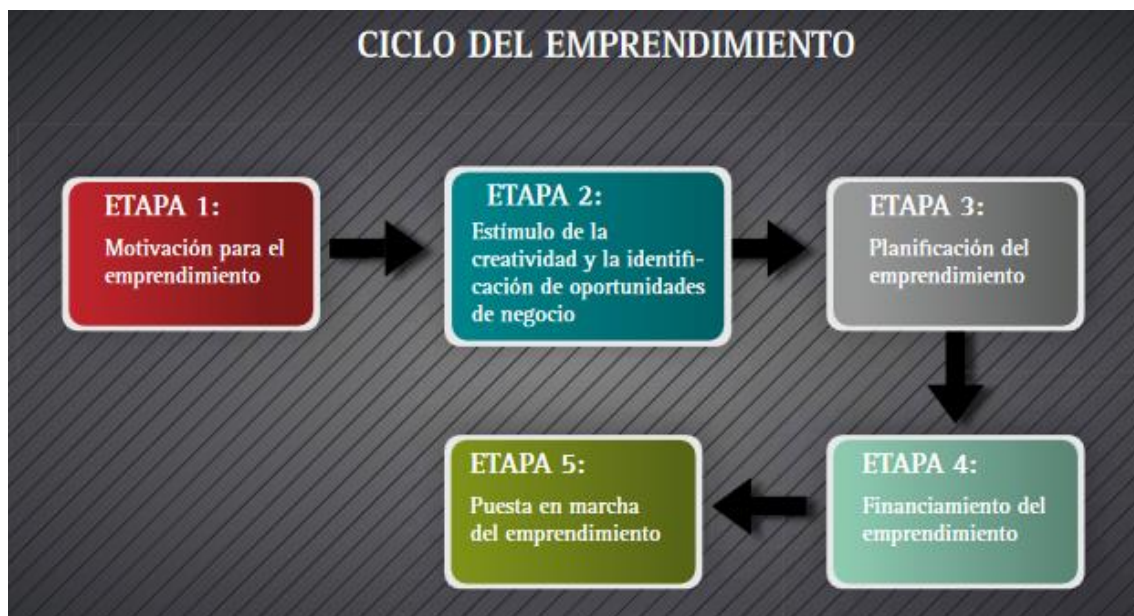 CICLO DEL EMPRENDIMIENTO
ETAPA 1:
Motivación para el
emprendimiento
ETAPA 2:
Estímulo de la
creatividad y la identifi-
cación de oportunidades
de negocio
ETAPA 3:
Planificación del
emprendimiento
ETAPA 4:
Financiamiento del
emprendimiento
ETAPA 5:
Puesta en marcha
del emprendimiento